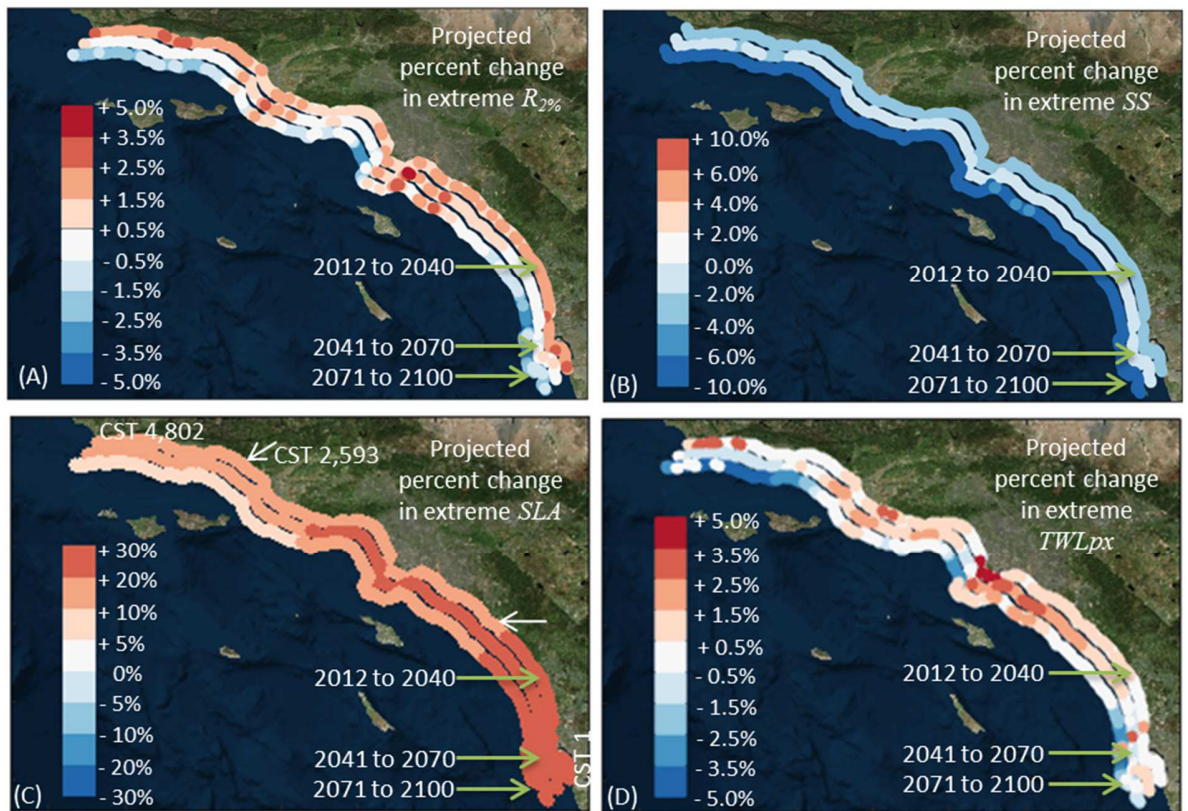 Projected
percent change
in extreme R2%
+ 5.0%
+ 3.5%
+ 2.5%
+ 1.5%
+ 0.5%
- 0.5%
- 1.5%
- 2.5%
- 3.5%
- 5.0%
2012 to 2040
2041 to 2070
2071 to 2100
(A)
Projected
percent change
in extreme SS
+ 10.0%
+ 6.0%
+ 4.0%
+ 2.0%
0.0%
- 2.0%
- 4.0%
- 6.0%
- 10.0%
2012 to 2040
2041 to 2070
2071 to 2100
(B)
CST 4,802
CST 2,593
Projected
percent change
in extreme SLA
+ 30%
+ 20%
+ 10%
+ 5%
0%
- 5%
- 10%
- 20%
- 30%
2012 to 2040
2041 to 2070
2071 to 2100
CST 1
(C)
Projected
percent change
in extreme
TWLpx
+ 5.0%
+ 3.5%
+ 2.5%
+ 1.5%
+ 0.5%
- 0.5%
- 1.5%
- 2.5%
- 3.5%
- 5.0%
2012 to 2040
2041 to 2070
2071 to 2100
(D)